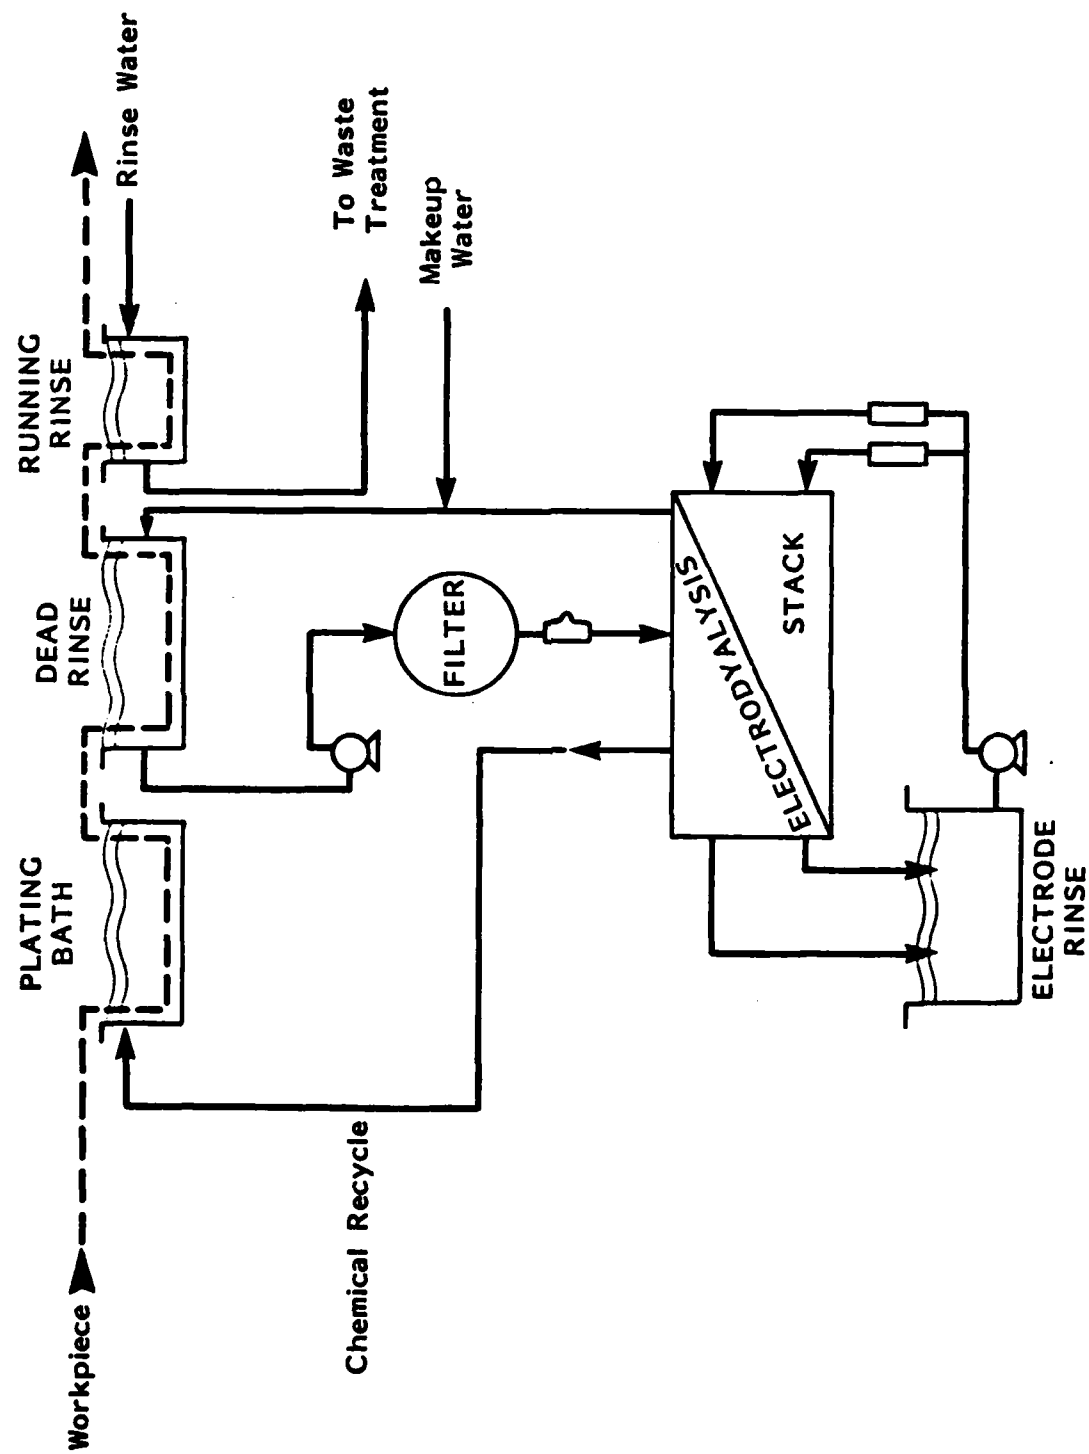 Workpiece
PLATING
BATH
DEAD
RINSE
RUNNING
RINSE
Rinse Water
To Waste
Treatment
Makeup
Water
FILTER
Chemical Recycle
ELECTRODYALYSIS
STACK
ELECTRODE
RINSE